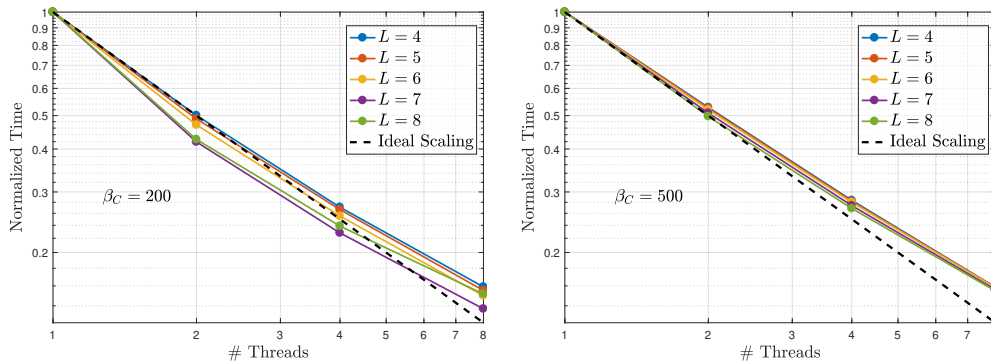 1
0.9
0.8
0.7
0.6
0.5
0.4
0.3
0.2
Normalized Time
1
2
3
4
5
6
7
8
# Threads
β_C = 200
L = 4
L = 5
L = 6
L = 7
L = 8
Ideal Scaling
1
0.9
0.8
0.7
0.6
0.5
0.4
0.3
0.2
Normalized Time
1
2
3
4
5
6
7
# Threads
β_C = 500
L = 4
L = 5
L = 6
L = 7
L = 8
Ideal Scaling